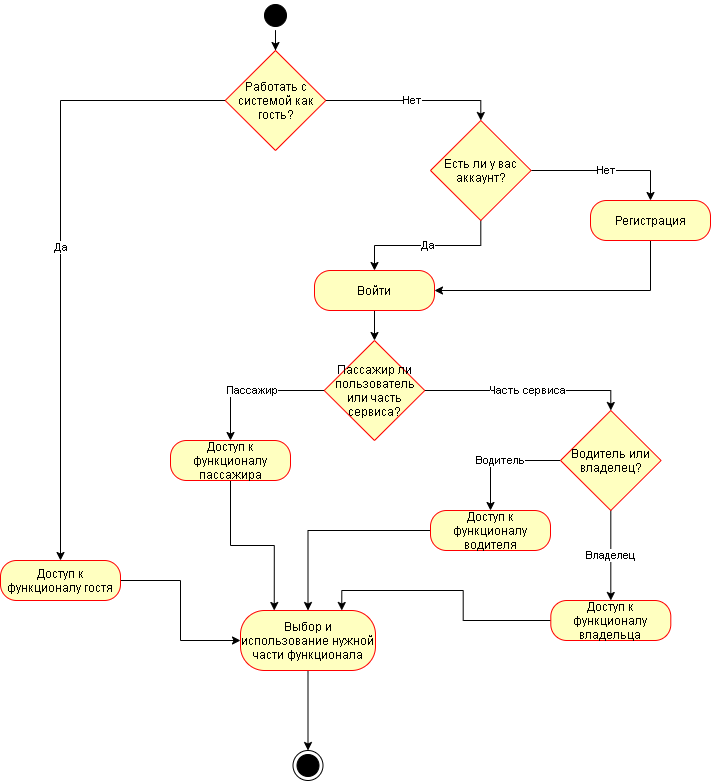 Работать с
системой как
гость?
Нет
Есть ли у вас
аккаунт?
Нет
Регистрация
Да
Да
Войти
Пассажир ли
пользователь
или часть
сервиса?
Пассажир
Часть сервиса
Доступ к
функционалу
пассажира
Водитель
Водитель или
владелец?
Доступ к
функционалу
водителя
Владелец
Доступ к
функционалу гостя
Доступ к
функционалу
владельца
Выбор и
использование нужной
части функционала